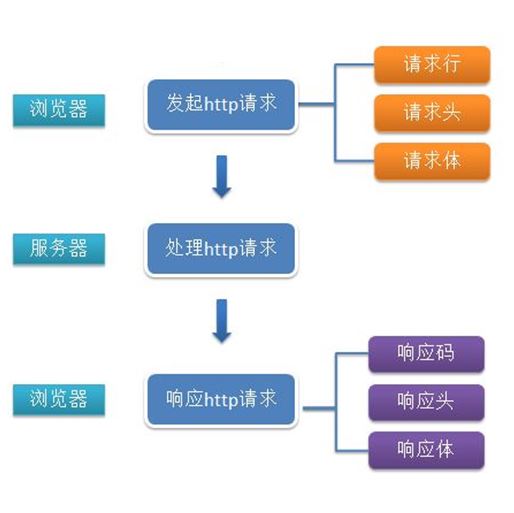 请求行
浏览器
发起http请求
请求头
请求体
服务器
处理http请求
响应码
浏览器
响应http请求
响应头
响应体